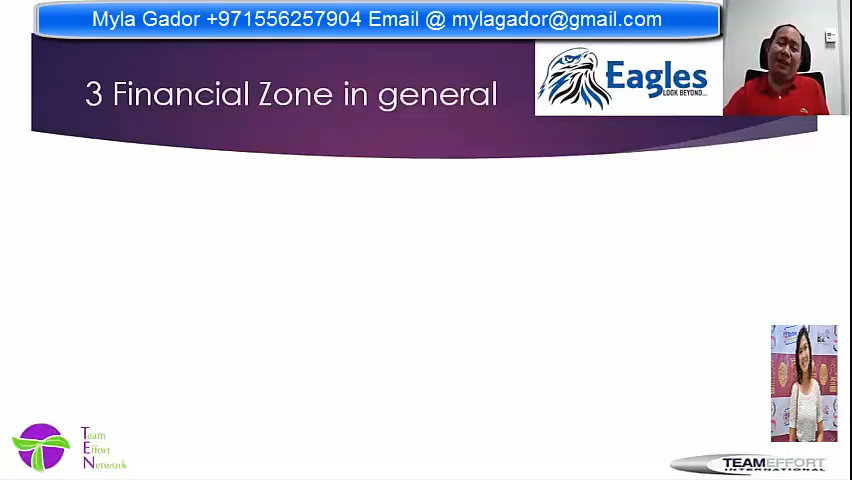 Myla Gador +971556257904 Email @ mylagador@gmail.com
3 Financial Zone in general
Eagles
LOOK BEYOND...
Team
Effort
Network
TEAMEFFORT
INTERNATIONAL